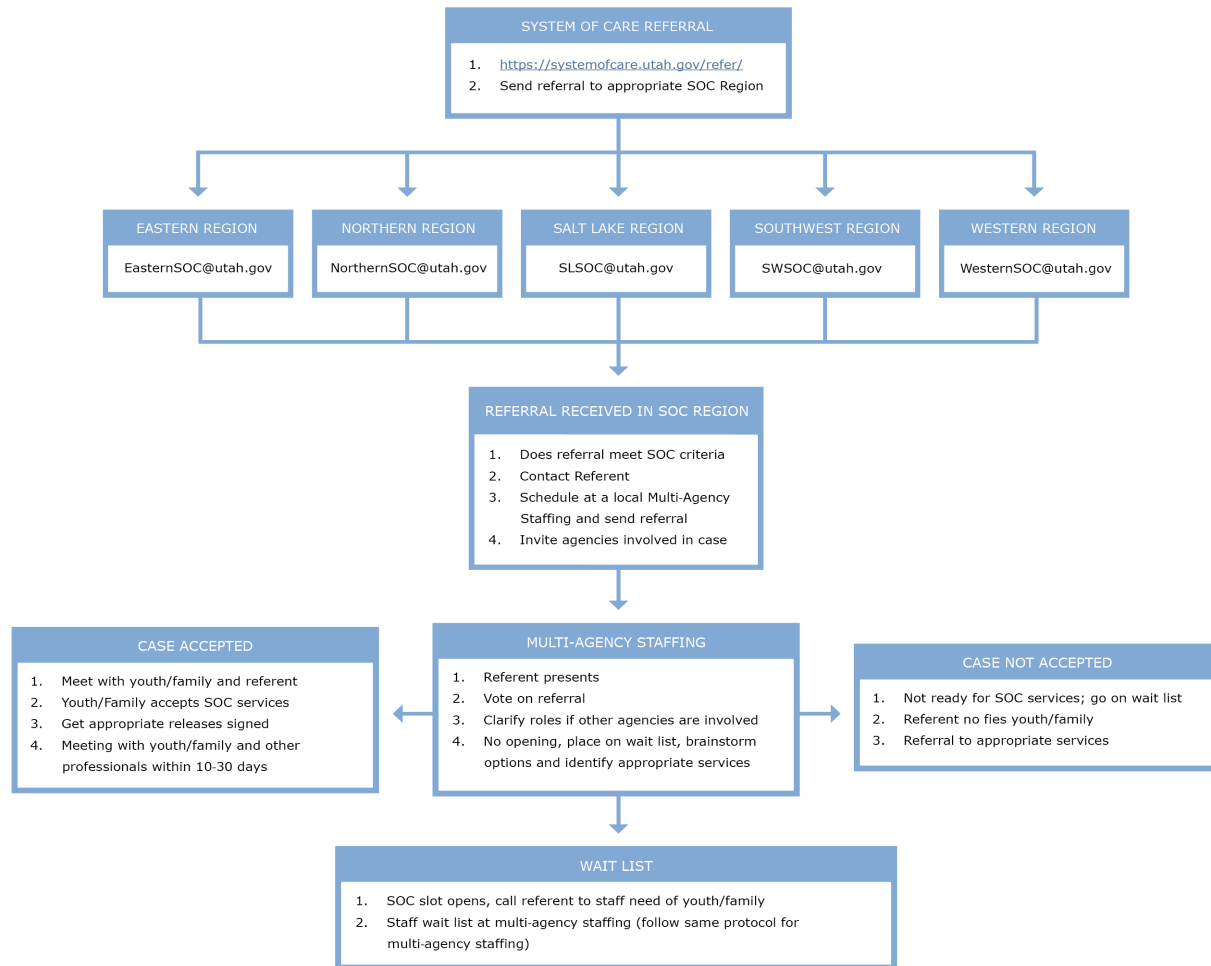 SYSTEM OF CARE REFERRAL
1. https://systemofcare.utah.gov/refer/
2. Send referral to appropriate SOC Region
EASTERN REGION
EasternSOC@utah.gov
NORTHERN REGION
NorthernSOC@utah.gov
SALT LAKE REGION
SLSOC@utah.gov
SOUTHWEST REGION
SWSOC@utah.gov
WESTERN REGION
WesternSOC@utah.gov
REFERRAL RECEIVED IN SOC REGION
1. Does referral meet SOC criteria
2. Contact Referent
3. Schedule at a local Multi-Agency
Staffing and send referral
4. Invite agencies involved in case
CASE ACCEPTED
1. Meet with youth/family and referent
2. Youth/Family accepts SOC services
3. Get appropriate releases signed
4. Meeting with youth/family and other
professionals within 10-30 days
MULTI-AGENCY STAFFING
1. Referent presents
2. Vote on referral
3. Clarify roles if other agencies are involved
4. No opening, place on wait list, brainstorm
options and identify appropriate services
CASE NOT ACCEPTED
1. Not ready for SOC services; go on wait list
2. Referent no fies youth/family
3. Referral to appropriate services
WAIT LIST
1. SOC slot opens, call referent to staff need of youth/family
2. Staff wait list at multi-agency staffing (follow same protocol for
multi-agency staffing)